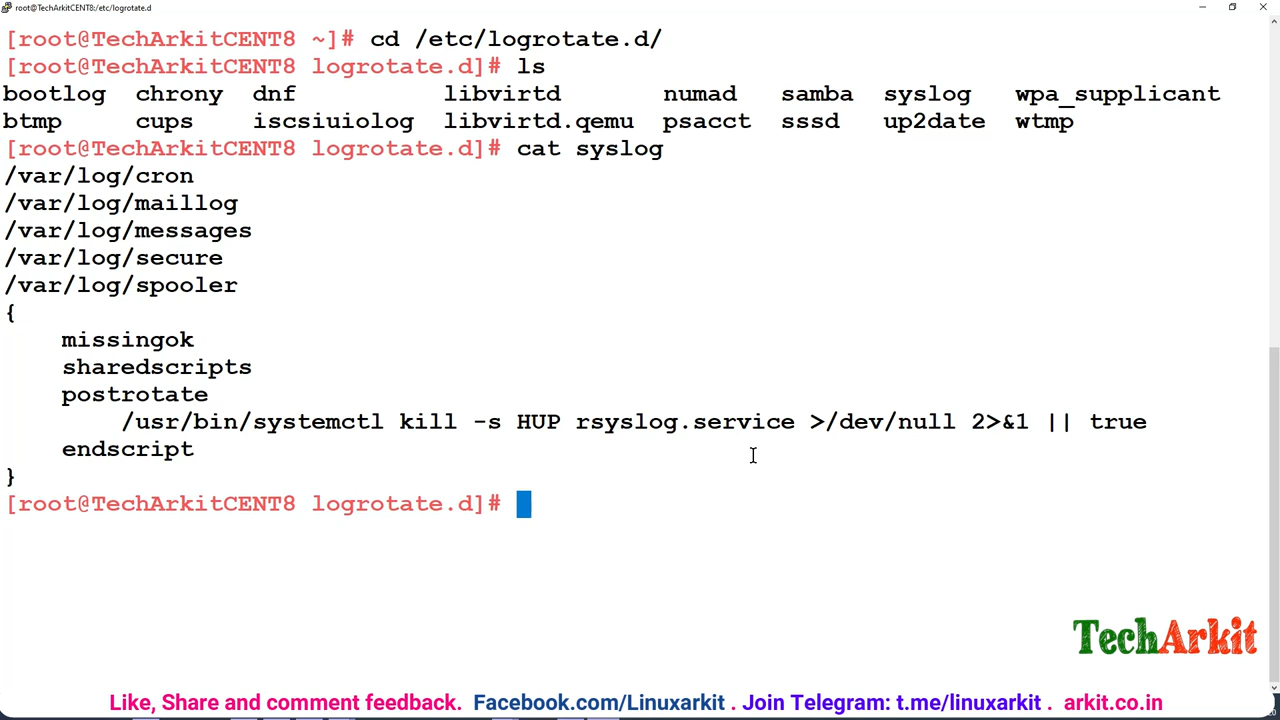 root@TechArkitCENT8:/etc/logrotate.d
[root@TechArkitCENT8 ~]# cd /etc/logrotate.d/
[root@TechArkitCENT8 logrotate.d]# ls
bootlog chrony dnf libvirtd numad samba syslog wpa_supplicant
btmp cups iscsiuiolog libvirtd.qemu psacct sssd up2date wtmp
[root@TechArkitCENT8 logrotate.d]# cat syslog
/var/log/cron
/var/log/maillog
/var/log/messages
/var/log/secure
/var/log/spooler
{
    missingok
    sharedscripts
    postrotate
        /usr/bin/systemctl kill -s HUP rsyslog.service >/dev/null 2>&1 || true
    endscript
}
[root@TechArkitCENT8 logrotate.d]#
TechArkit
Like, Share and comment feedback. Facebook.com/Linuxarkit . Join Telegram: t.me/linuxarkit . arkit.co.in